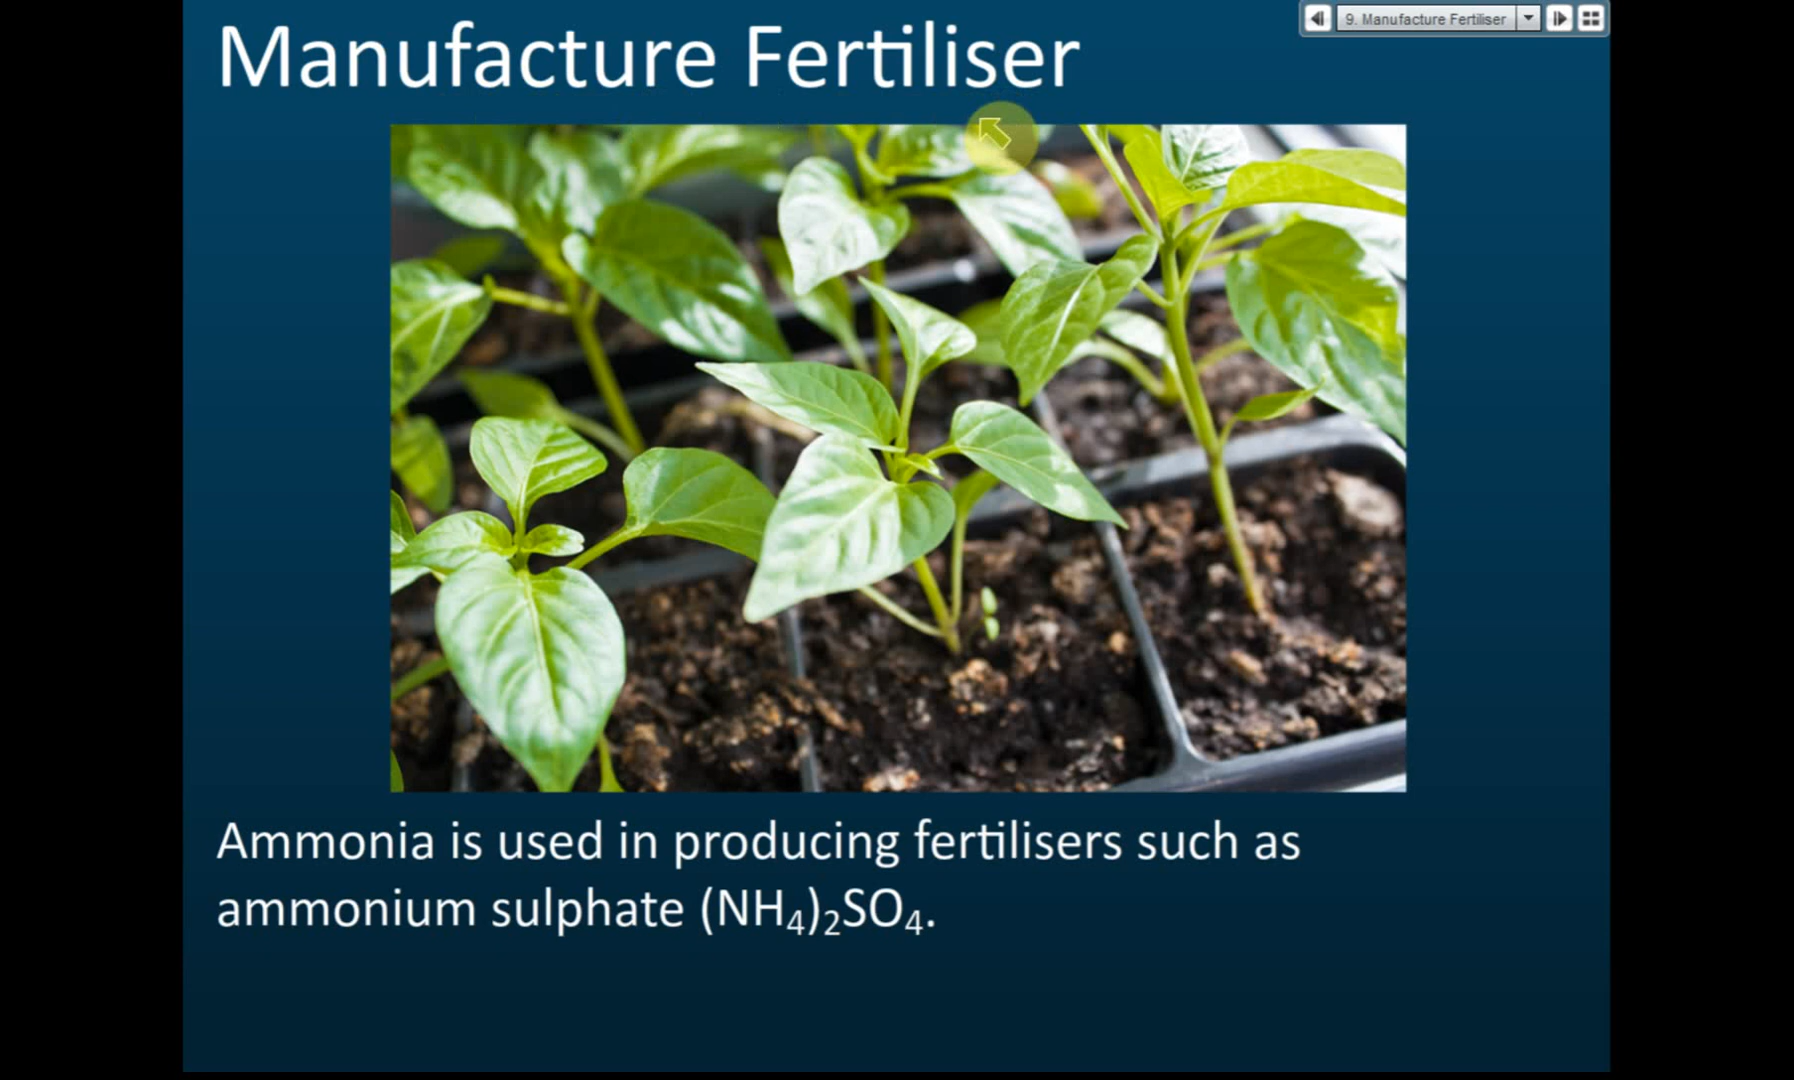 Manufacture Fertiliser
9. Manufacture Fertiliser
Ammonia is used in producing fertilisers such as
ammonium sulphate (NH₄)₂SO₄.